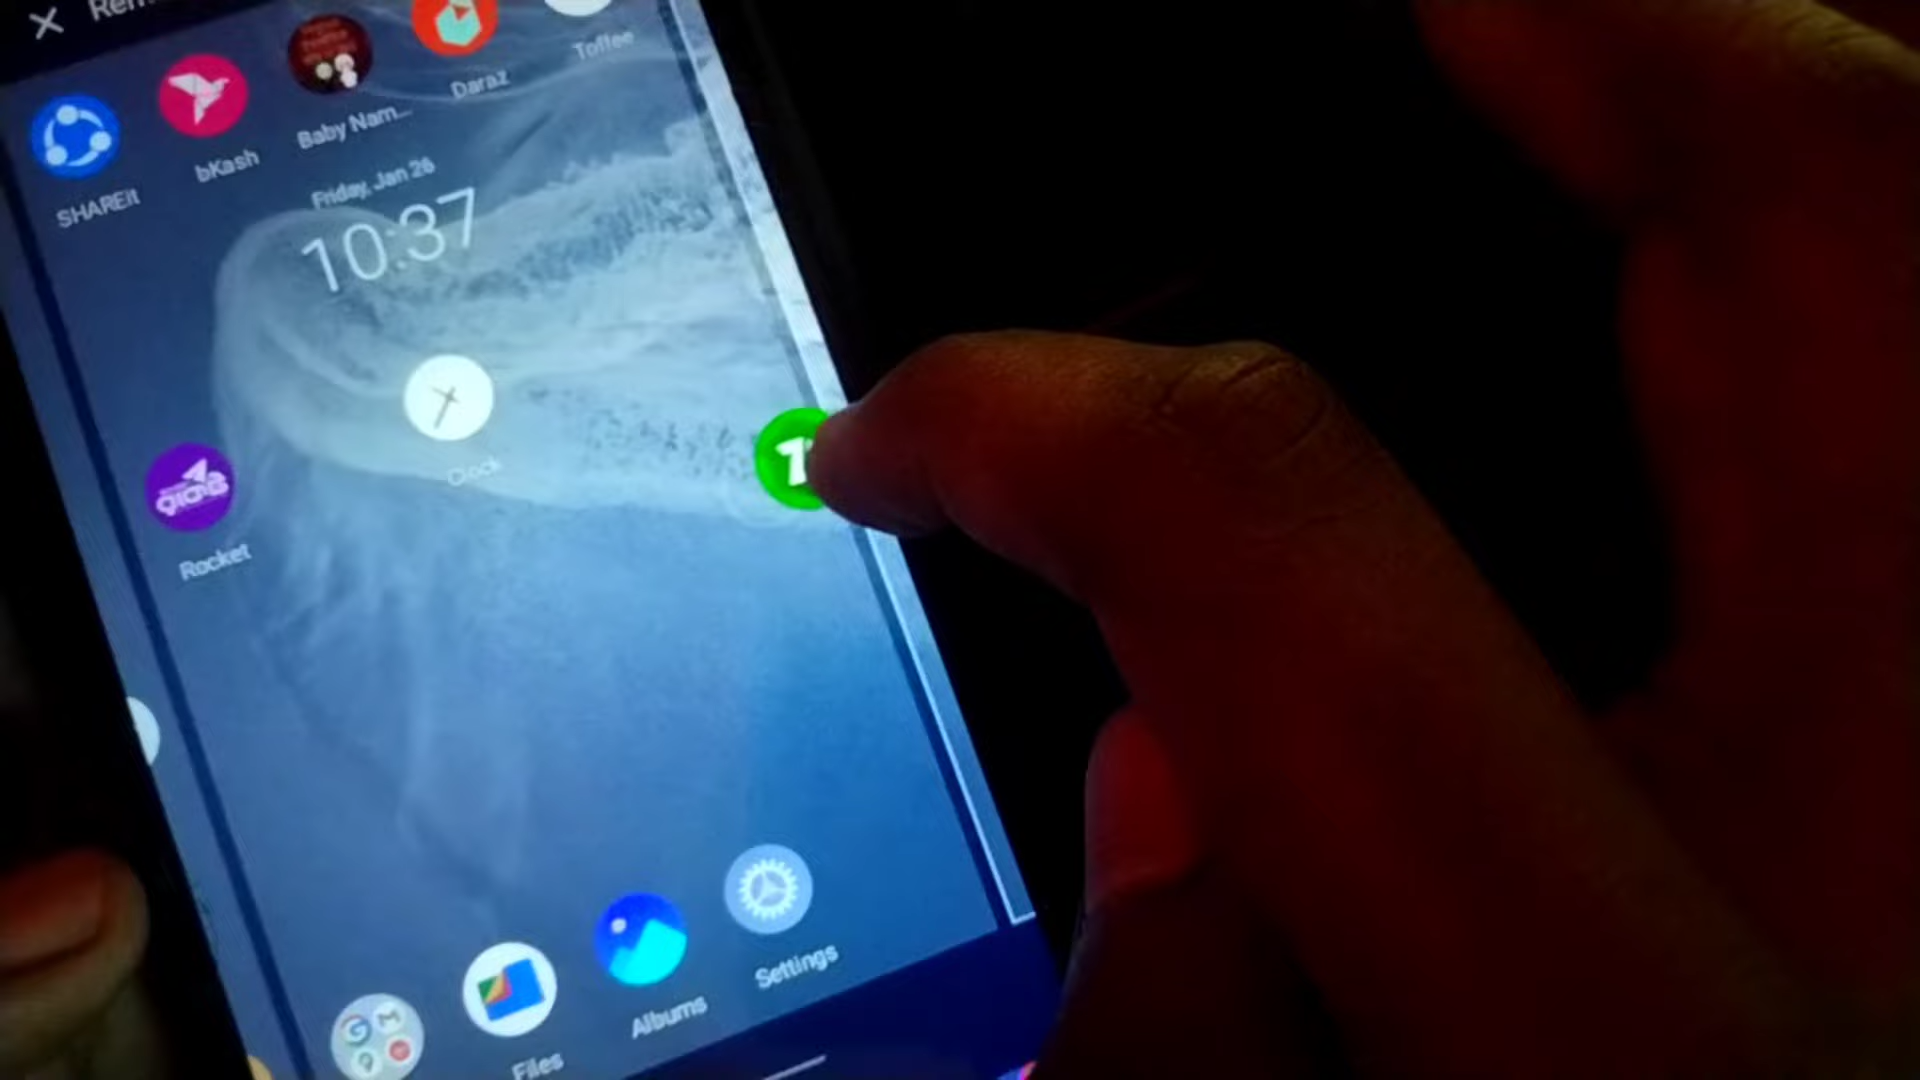 Toffee
Daraz
Baby Nam...
bKash
SHAREit
Friday, Jan 26
10:37
Clock
Rocket
Settings
Albums
Files